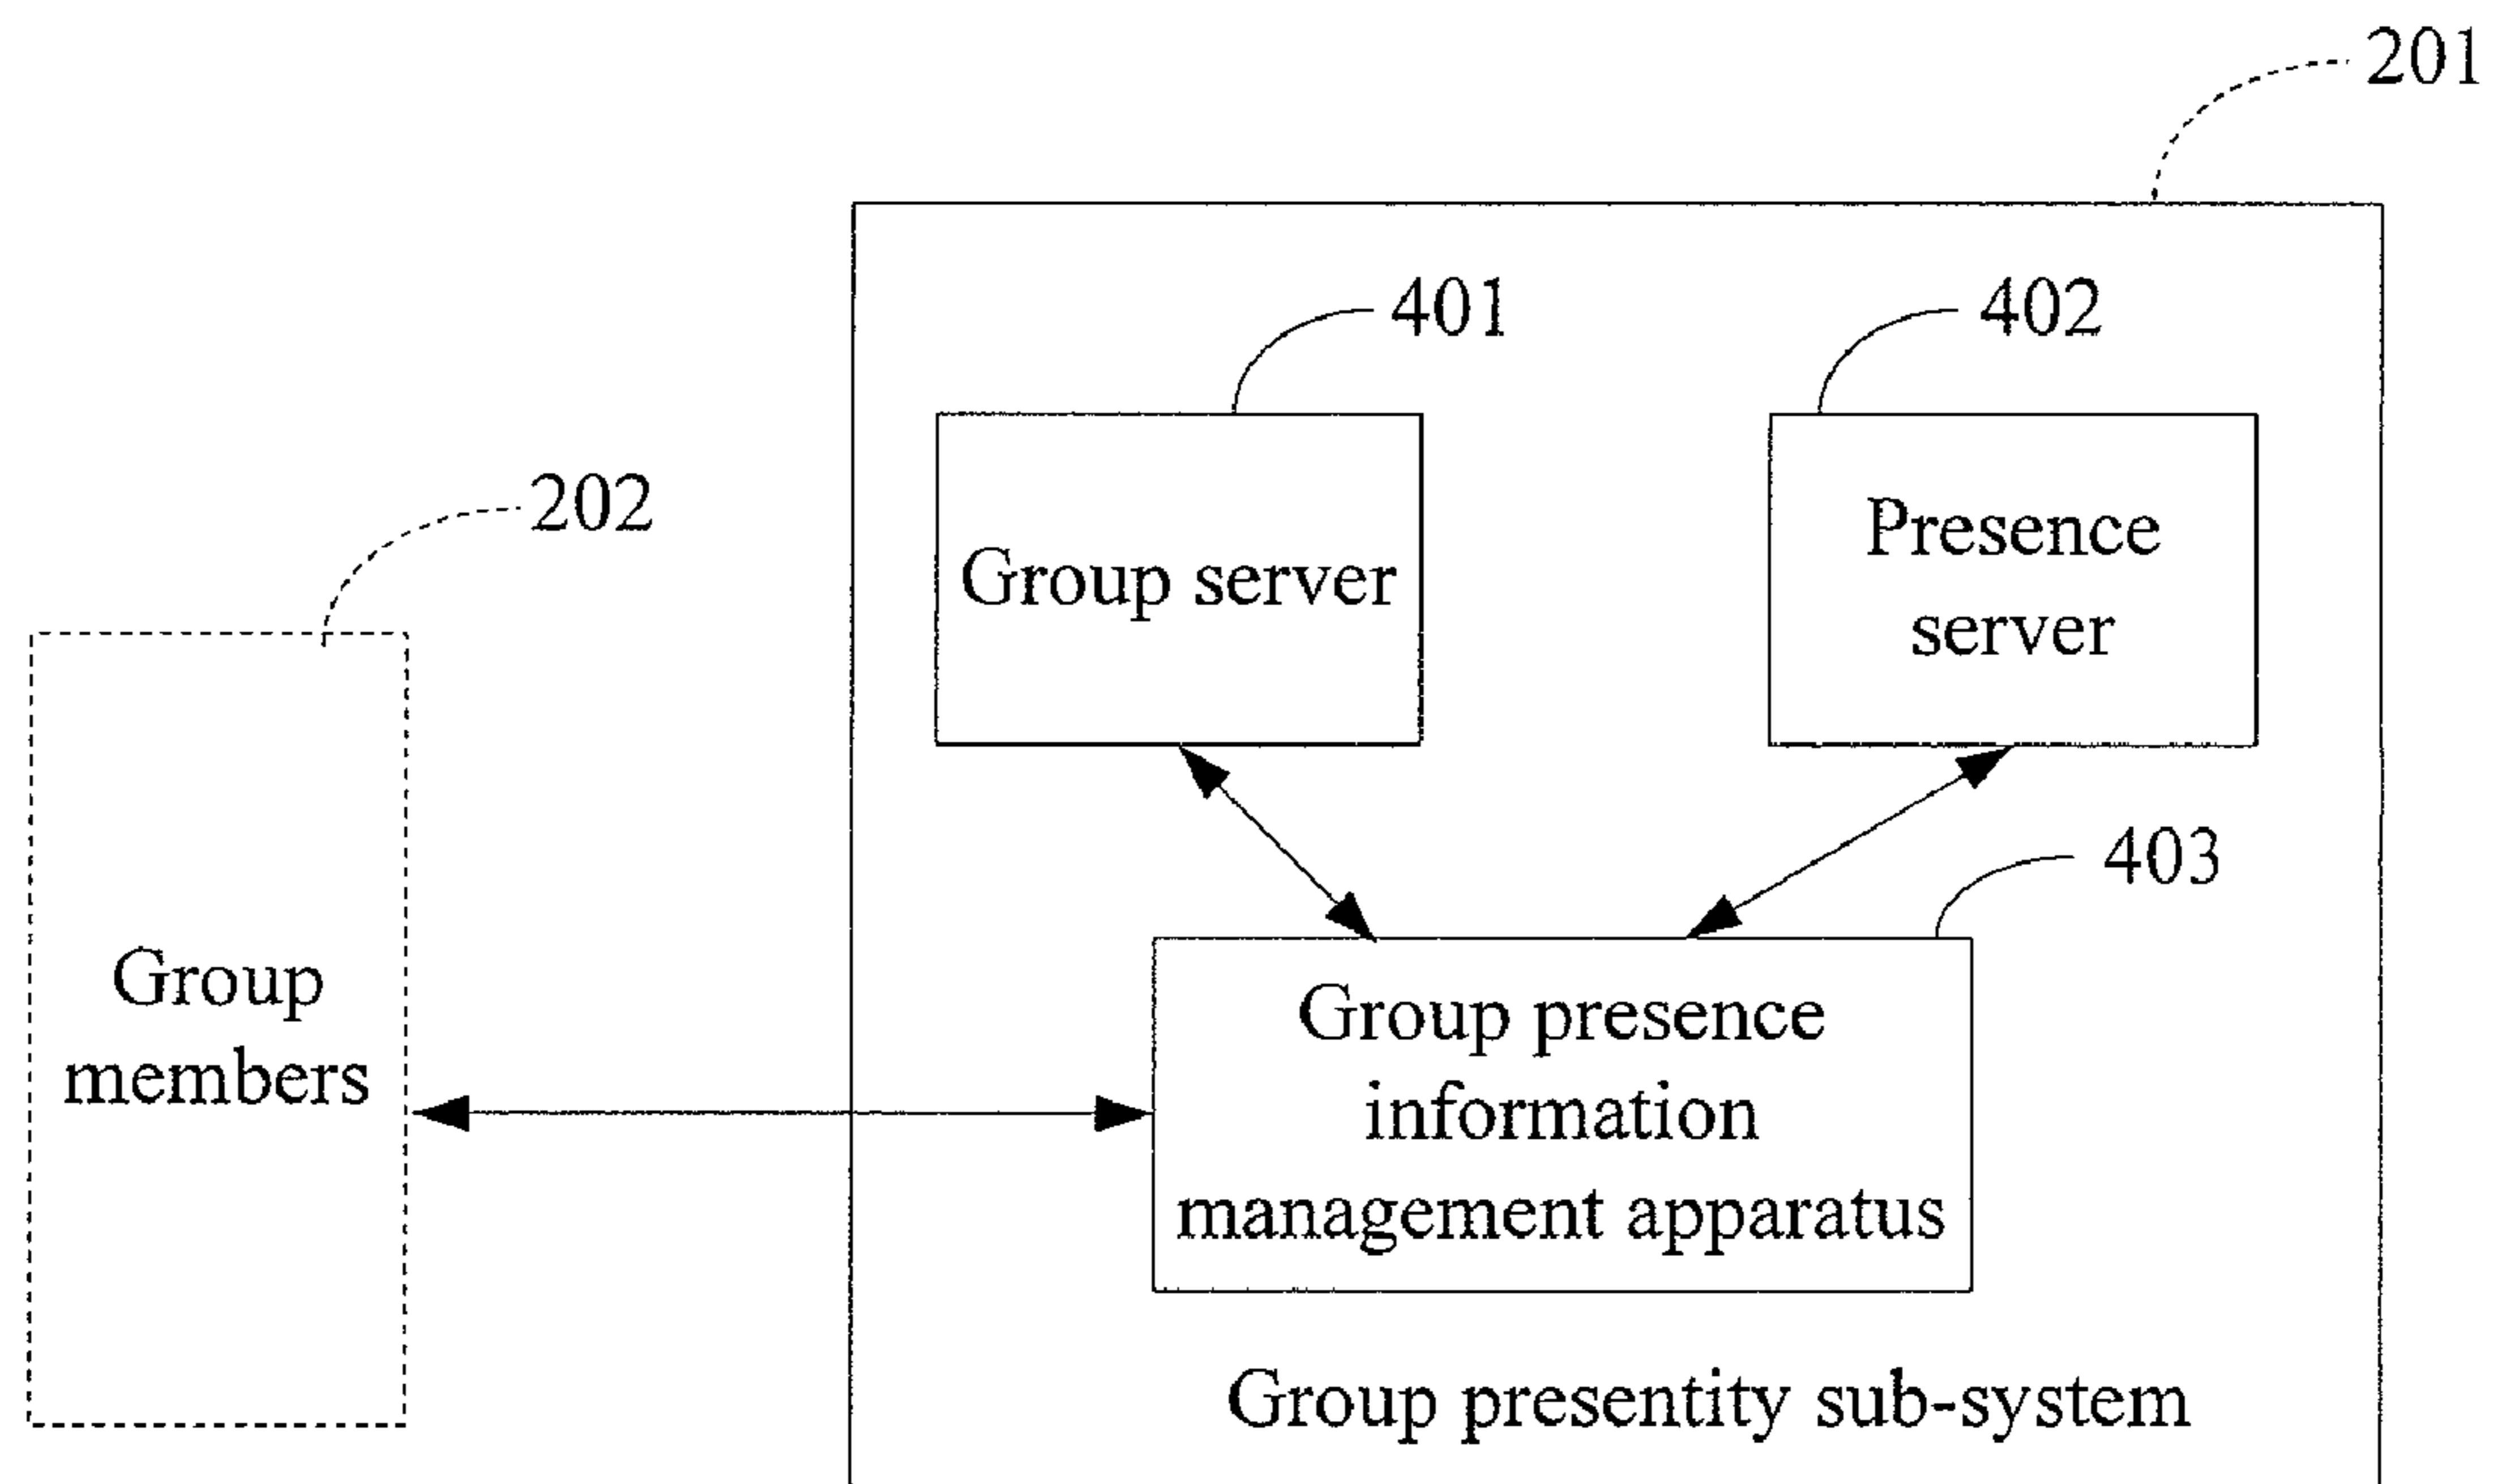 201
401
402
202
Group server
Presence
server
403
Group
members
Group presence
information
management apparatus
Group presentity sub-system